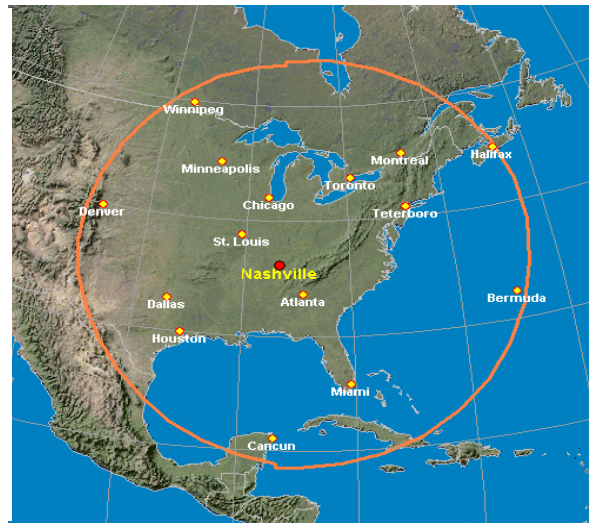 Winnipeg
Montreal
Halifax
Minneapolis
Toronto
Chicago
Denver
Teterboro
St. Louis
Nashville
Bermuda
Dallas
Atlanta
Houston
Miami
Cancun